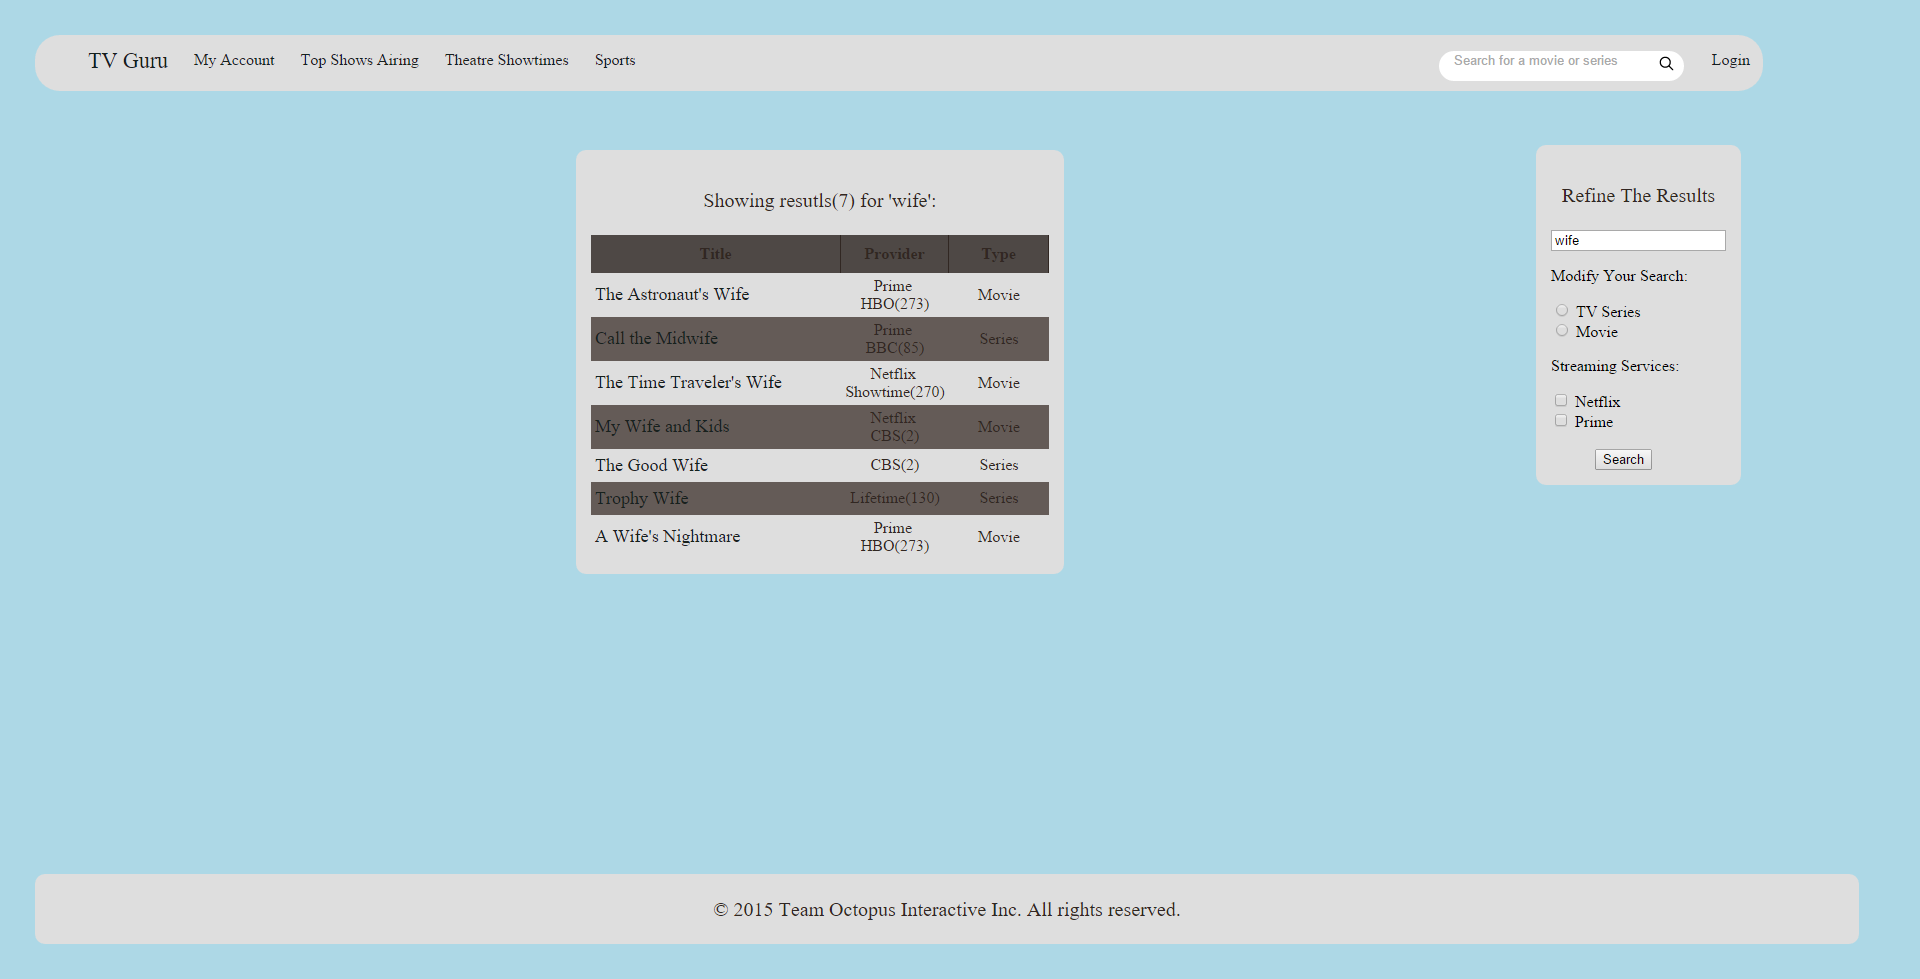 TV Guru My Account Top Shows Airing Theatre Showtimes Sports Search for a movie or series Login
Showing resutls(7) for 'wife':
Title Provider Type
The Astronaut's Wife Prime HBO(273) Movie
Call the Midwife Prime BBC(85) Series
The Time Traveler's Wife Netflix Showtime(270) Movie
My Wife and Kids Netflix CBS(2) Movie
The Good Wife CBS(2) Series
Trophy Wife Lifetime(130) Series
A Wife's Nightmare Prime HBO(273) Movie
Refine The Results
wife
Modify Your Search:
TV Series
Movie
Streaming Services:
Netflix
Prime
Search
© 2015 Team Octopus Interactive Inc. All rights reserved.